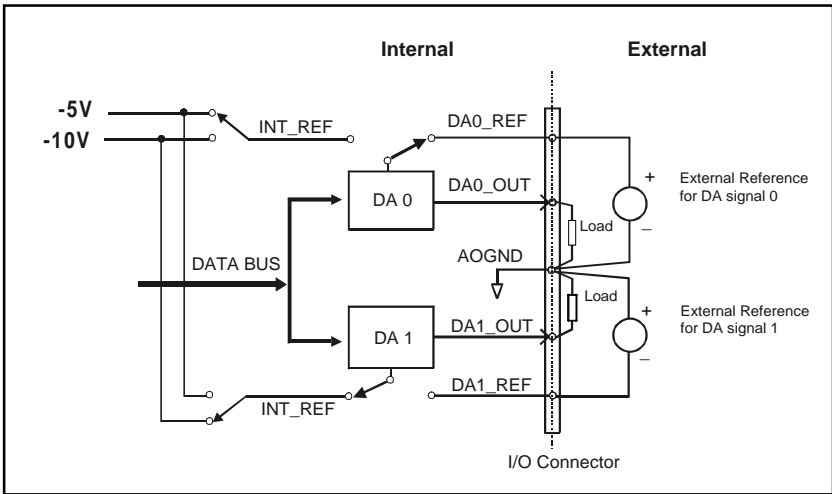 Internal
External
-5V
-10V
INT_REF
DA0_REF
DA 0
DA0_OUT
Load
+
External Reference
for DA signal 0
–
AOGND
DATA BUS
DA 1
DA1_OUT
Load
+
External Reference
for DA signal 1
–
INT_REF
DA1_REF
I/O Connector